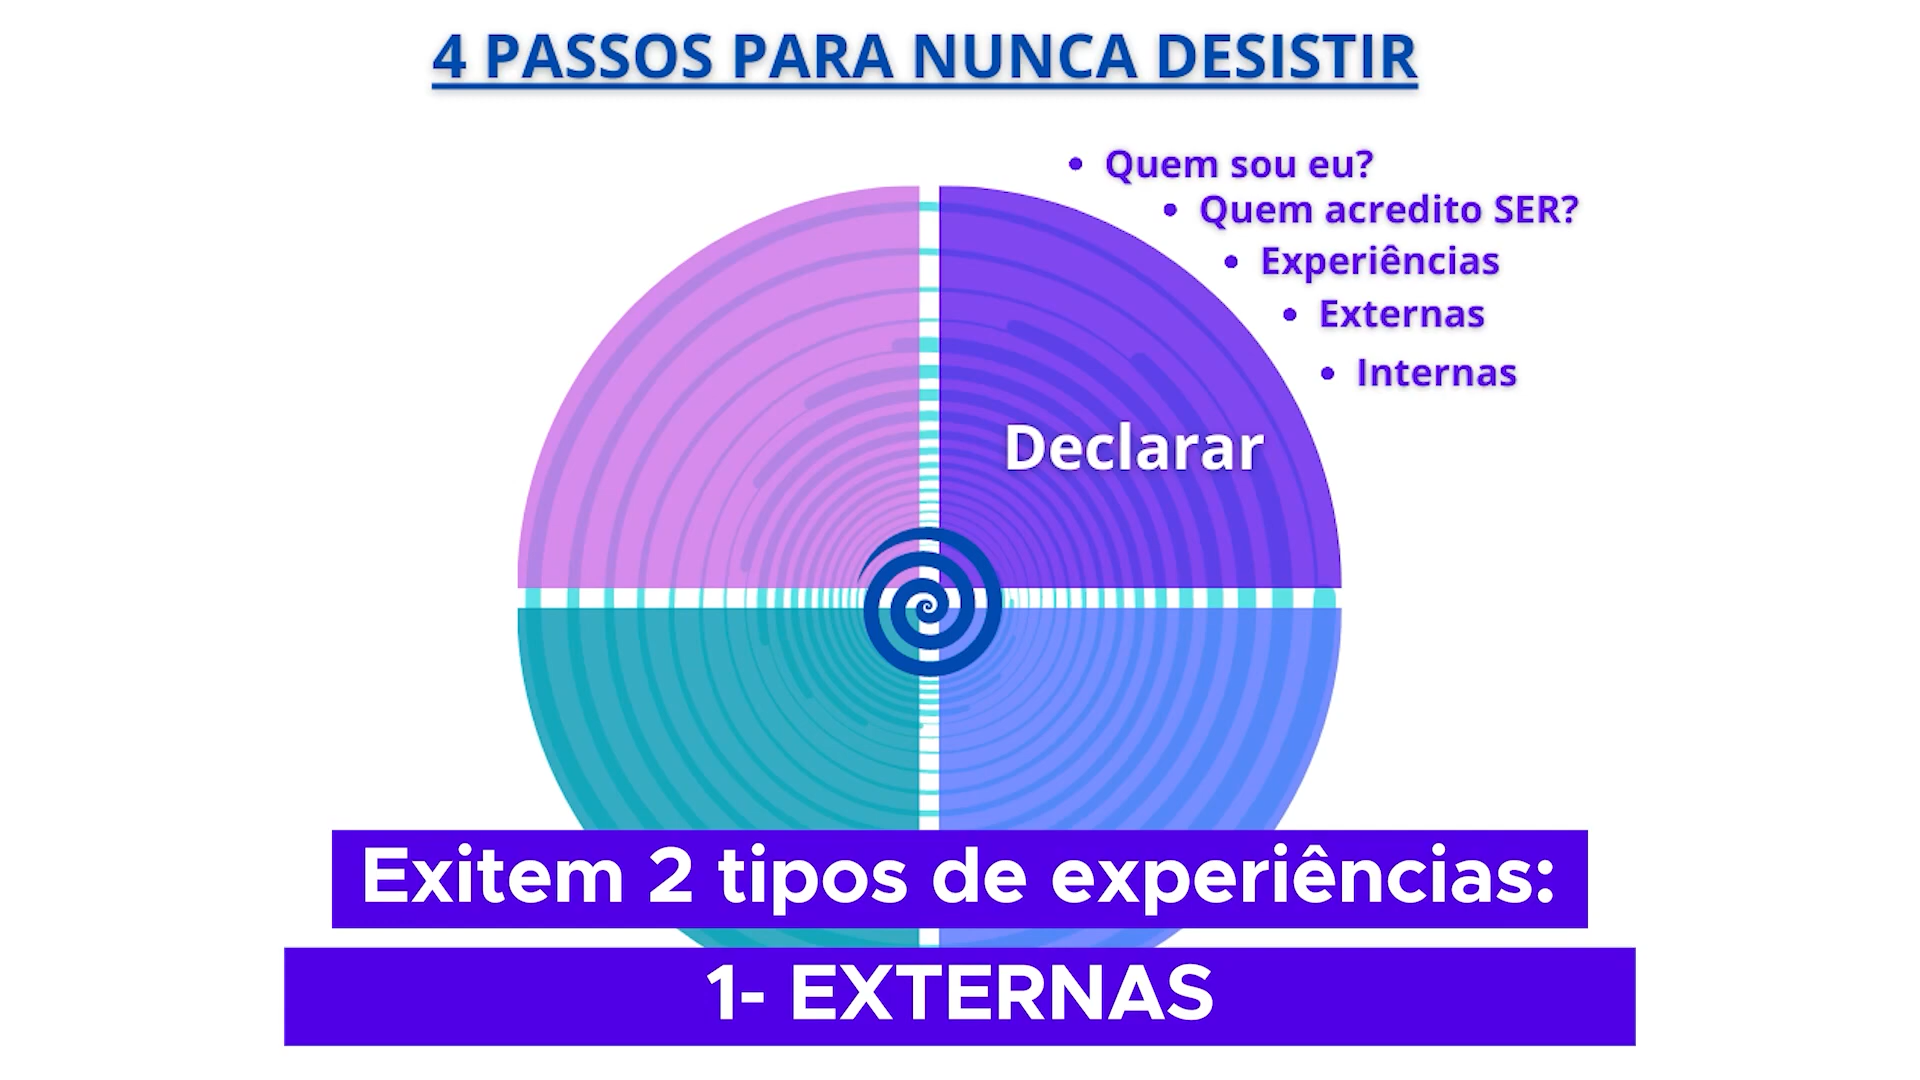 4 PASSOS PARA NUNCA DESISTIR
• Quem sou eu?
• Quem acredito SER?
• Experiências
• Externas
• Internas
Declarar
Exitem 2 tipos de experiências:
1- EXTERNAS